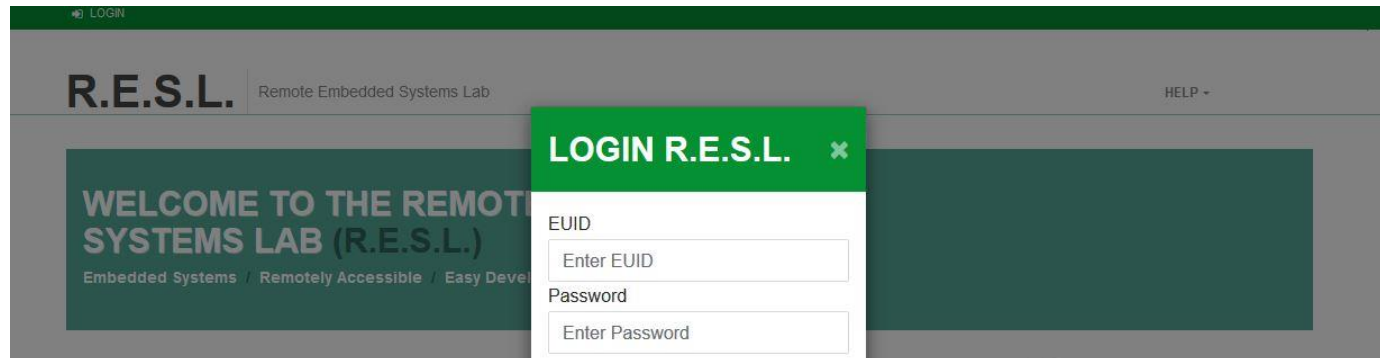 LOGIN
R.E.S.L.
Remote Embedded Systems Lab
HELP
LOGIN R.E.S.L. ×
WELCOME TO THE REMOTE
SYSTEMS LAB (R.E.S.L.)
Embedded Systems / Remotely Accessible / Easy Devel
EUID
Enter EUID
Password
Enter Password